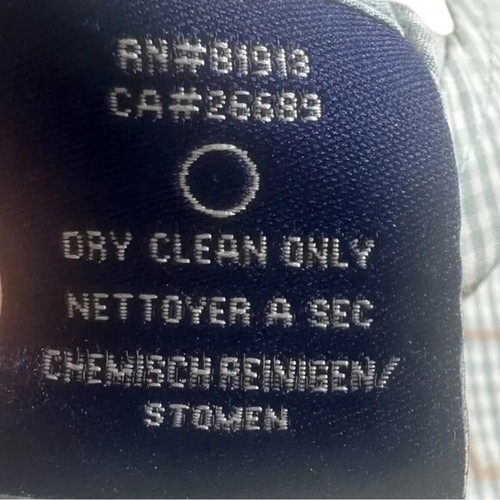 RN#81918
CA#26689
DRY CLEAN ONLY
NETTOYER A SEC
CHEMISCH REINIGEN/
STOMEN